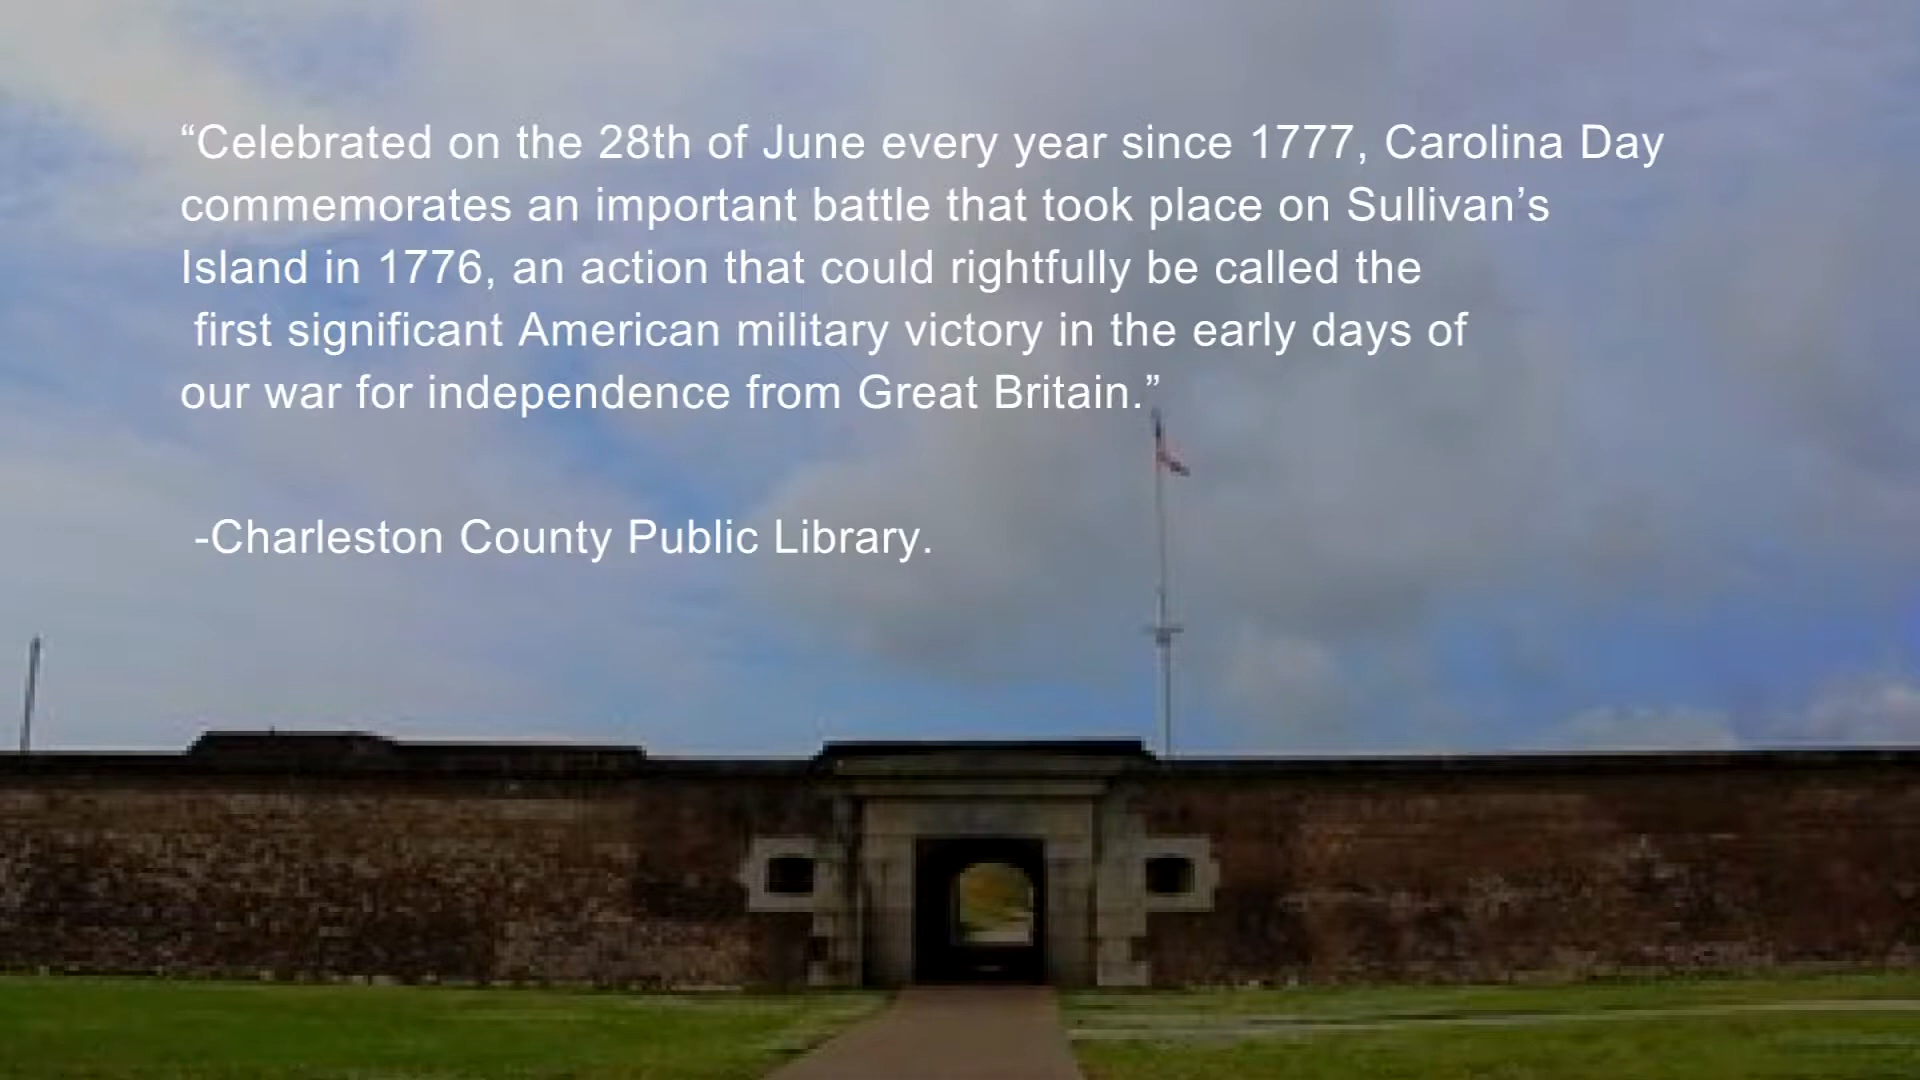 “Celebrated on the 28th of June every year since 1777, Carolina Day
commemorates an important battle that took place on Sullivan’s
Island in 1776, an action that could rightfully be called the
first significant American military victory in the early days of
our war for independence from Great Britain.”
-Charleston County Public Library.